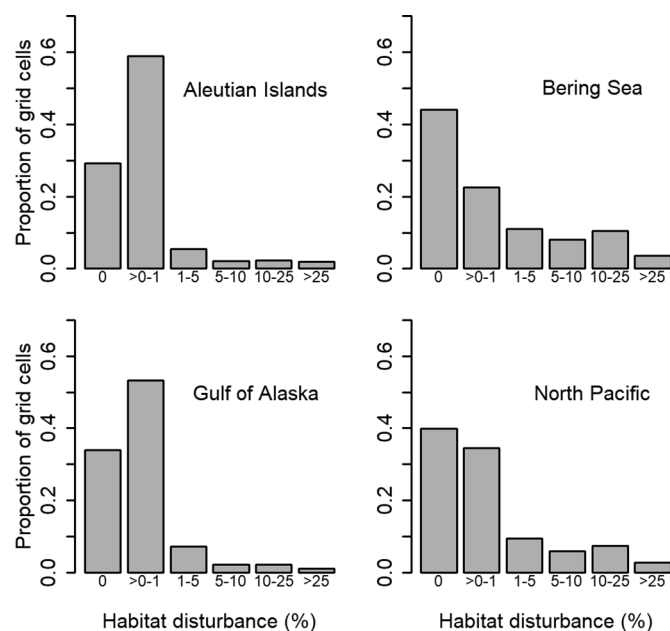 Proportion of grid cells
0.0 0.2 0.4 0.6
Aleutian Islands
0 >0-1 1-5 5-10 10-25 >25
0.0 0.2 0.4 0.6
Bering Sea
0 >0-1 1-5 5-10 10-25 >25
Proportion of grid cells
0.0 0.2 0.4 0.6
Gulf of Alaska
0 >0-1 1-5 5-10 10-25 >25
Habitat disturbance (%)
0.0 0.2 0.4 0.6
North Pacific
0 >0-1 1-5 5-10 10-25 >25
Habitat disturbance (%)